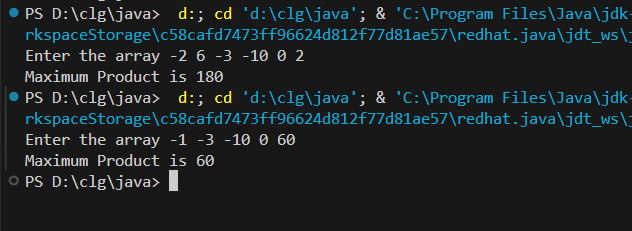 PS D:\clg\java>  d:; cd 'd:\clg\java'; & 'C:\Program Files\Java\jdk-
rkspaceStorage\c58cafd7473ff96624d812f77d81ae57\redhat.java\jdt_ws\j
Enter the array -2 6 -3 -10 0 2
Maximum Product is 180
PS D:\clg\java>  d:; cd 'd:\clg\java'; & 'C:\Program Files\Java\jdk-
rkspaceStorage\c58cafd7473ff96624d812f77d81ae57\redhat.java\jdt_ws\j
Enter the array -1 -3 -10 0 60
Maximum Product is 60
PS D:\clg\java>